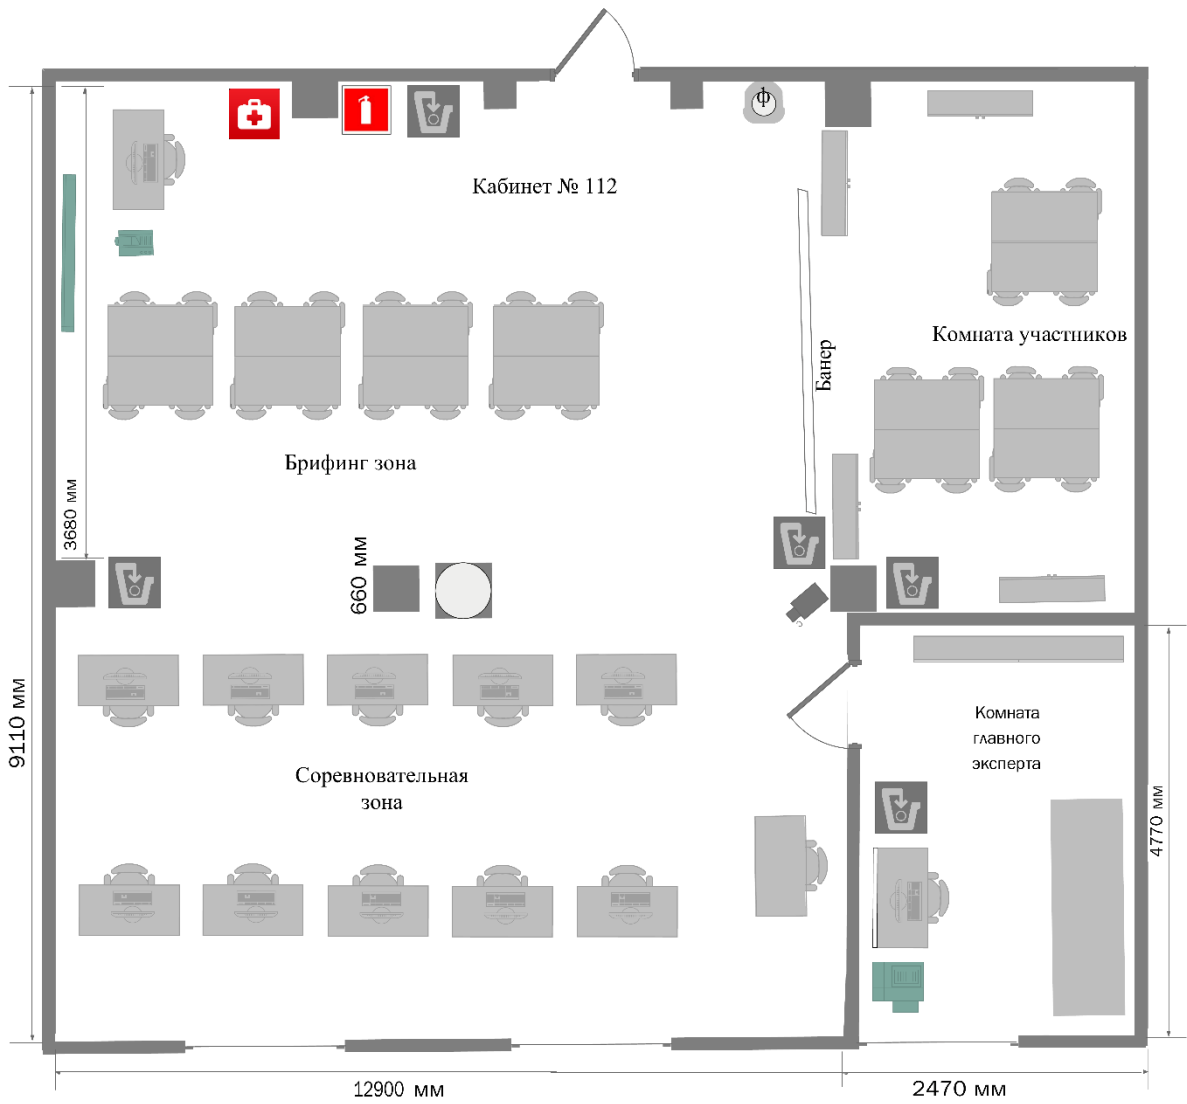 ф
Кабинет № 112
Комната участников
Банер
Брифинг зона
3680 мм
660 мм
9110 мм
Комната
главного
эксперта
Соревновательная
зона
4770 мм
12900 мм
2470 мм